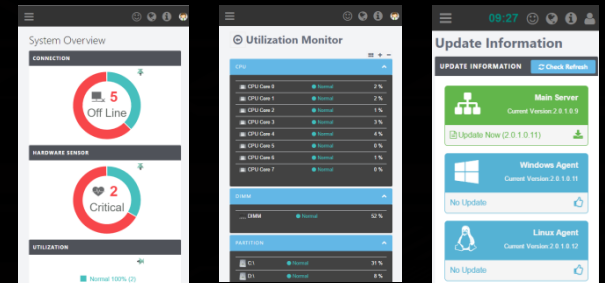 System Overview
CONNECTION
5
Off Line
HARDWARE SENSOR
2
Critical
UTILIZATION
Normal 100% (2)
Utilization Monitor
CPU
CPU Core 0 Normal 2 %
CPU Core 1 Normal 2 %
CPU Core 2 Normal 1 %
CPU Core 3 Normal 3 %
CPU Core 4 Normal 4 %
CPU Core 5 Normal 0 %
CPU Core 6 Normal 1 %
CPU Core 7 Normal 0 %
DIMM
DIMM Normal 52 %
PARTITION
C:\ Normal 31 %
D:\ Normal 8 %
09:27
Update Information
UPDATE INFORMATION Check Refresh
Main Server
Current Version:2.0.1.0.9
Update Now (2.0.1.0.11)
Windows Agent
Current Version:2.0.1.0.11
No Update
Linux Agent
Current Version:2.0.1.0.12
No Update